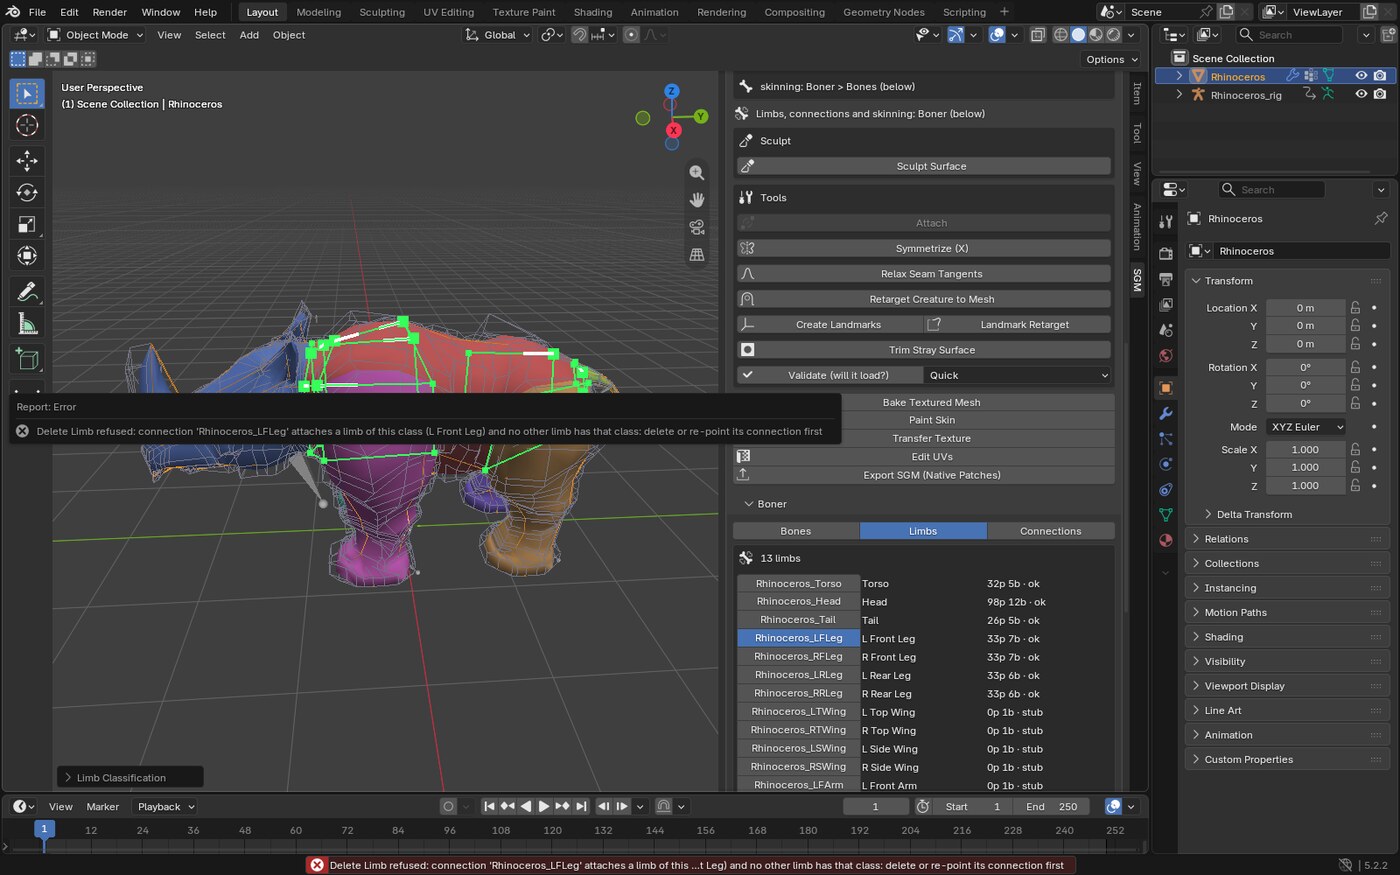 File Edit Render Window Help Layout Modeling Sculpting UV Editing Texture Paint Shading Animation Rendering Compositing Geometry Nodes Scripting + Scene ViewLayer
Object Mode View Select Add Object Global Search
Options
User Perspective
(1) Scene Collection | Rhinoceros
Z
Y
X
skinning: Boner > Bones (below)
Limbs, connections and skinning: Boner (below)
Sculpt
Sculpt Surface
Tools
Attach
Symmetrize (X)
Relax Seam Tangents
Retarget Creature to Mesh
Create Landmarks Landmark Retarget
Trim Stray Surface
Validate (will it load?) Quick
Bake Textured Mesh
Paint Skin
Transfer Texture
Edit UVs
Export SGM (Native Patches)
Boner
Bones Limbs Connections
13 limbs
Rhinoceros_Torso Torso 32p 5b · ok
Rhinoceros_Head Head 98p 12b · ok
Rhinoceros_Tail Tail 26p 5b · ok
Rhinoceros_LFLeg L Front Leg 33p 7b · ok
Rhinoceros_RFLeg R Front Leg 33p 7b · ok
Rhinoceros_LRLeg L Rear Leg 33p 6b · ok
Rhinoceros_RRLeg R Rear Leg 33p 6b · ok
Rhinoceros_LTWing L Top Wing 0p 1b · stub
Rhinoceros_RTWing R Top Wing 0p 1b · stub
Rhinoceros_LSWing L Side Wing 0p 1b · stub
Rhinoceros_RSWing R Side Wing 0p 1b · stub
Rhinoceros_LFArm L Front Arm 0p 1b · stub
Item
Tool
View
Animation
SGM
Report: Error
Delete Limb refused: connection 'Rhinoceros_LFLeg' attaches a limb of this class (L Front Leg) and no other limb has that class: delete or re-point its connection first
Limb Classification
Scene Collection
Rhinoceros
Rhinoceros_rig
Search
Rhinoceros
Rhinoceros
Transform
Location X 0 m
Y 0 m
Z 0 m
Rotation X 0°
Y 0°
Z 0°
Mode XYZ Euler
Scale X 1.000
Y 1.000
Z 1.000
Delta Transform
Relations
Collections
Instancing
Motion Paths
Shading
Visibility
Viewport Display
Line Art
Animation
Custom Properties
View Marker Playback 1 Start 1 End 250
1 12 24 36 48 60 72 84 96 108 120 132 144 156 168 180 192 204 216 228 240 252
Delete Limb refused: connection 'Rhinoceros_LFLeg' attaches a limb of this ...t Leg) and no other limb has that class: delete or re-point its connection first
5.2.2